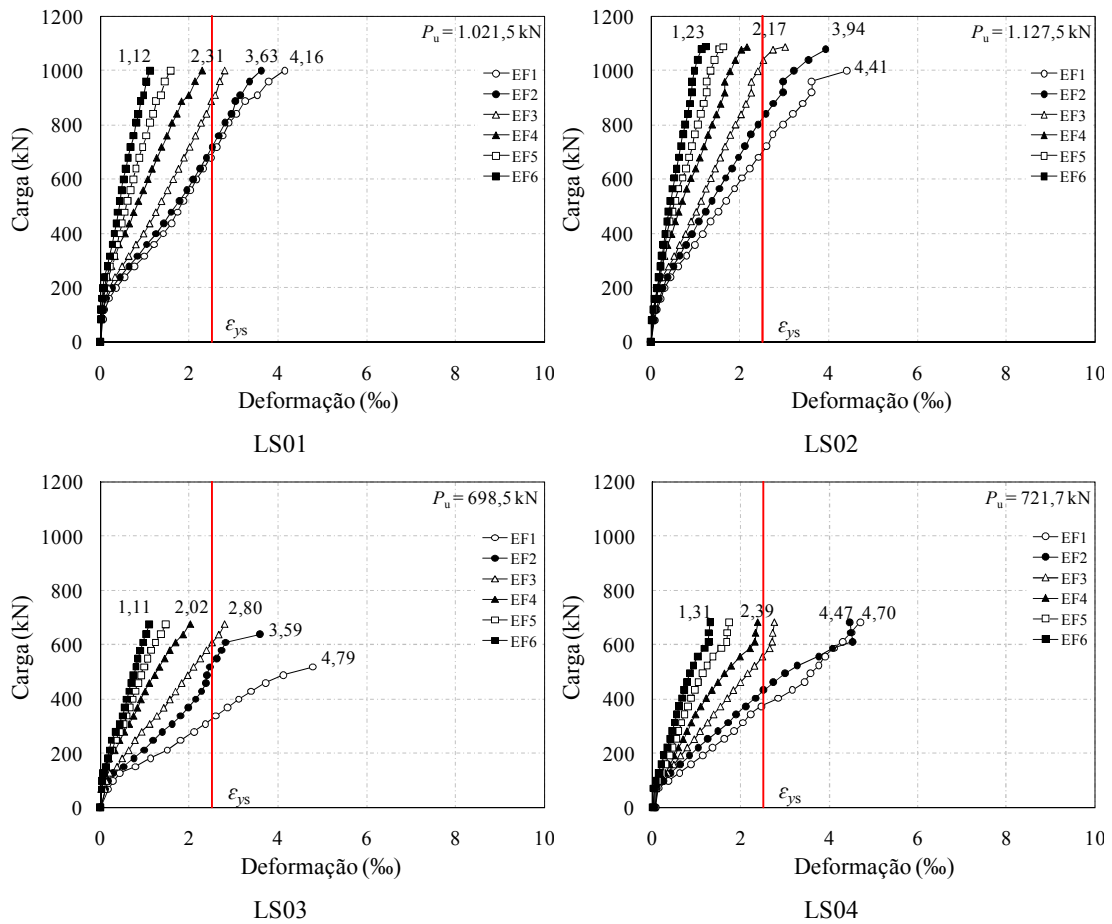 P_u = 1.021,5 kN
1,12
2,31
3,63
4,16
EF1
EF2
EF3
EF4
EF5
EF6
1200
1000
800
600
400
200
0
Carga (kN)
ε_ys
0 2 4 6 8 10
Deformação (‰)
LS01
P_u = 1.127,5 kN
1,23
2,17
3,94
4,41
EF1
EF2
EF3
EF4
EF5
EF6
1200
1000
800
600
400
200
0
Carga (kN)
ε_ys
0 2 4 6 8 10
Deformação (‰)
LS02
P_u = 698,5 kN
1,11
2,02
2,80
3,59
4,79
EF1
EF2
EF3
EF4
EF5
EF6
1200
1000
800
600
400
200
0
Carga (kN)
ε_ys
0 2 4 6 8 10
Deformação (‰)
LS03
P_u = 721,7 kN
1,31
2,39
4,47
4,70
EF1
EF2
EF3
EF4
EF5
EF6
1200
1000
800
600
400
200
0
Carga (kN)
ε_ys
0 2 4 6 8 10
Deformação (‰)
LS04